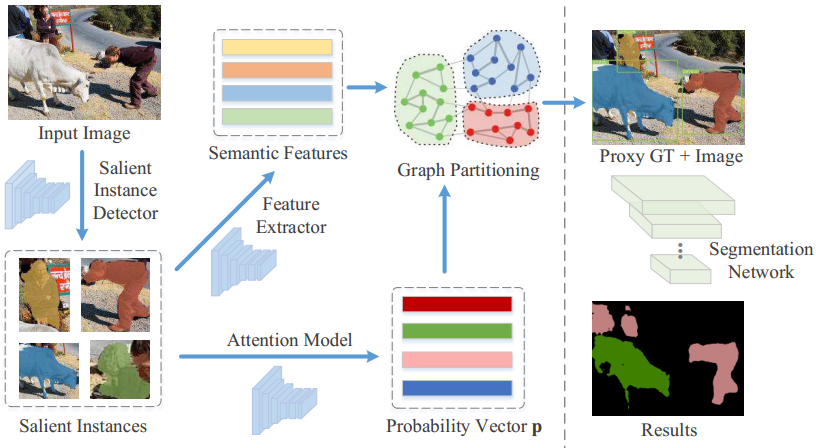 Input Image
Salient
Instance
Detector
Salient Instances
Semantic Features
Feature
Extractor
Attention Model
Graph Partitioning
Probability Vector p
Proxy GT + Image
Segmentation
Network
Results